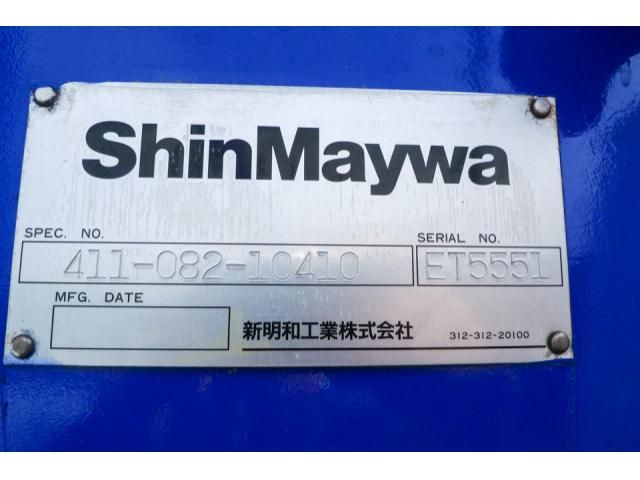 ShinMaywa
SPEC. NO.
SERIAL NO.
411-082-10410
ET5551
MFG. DATE
新明和工業株式会社
312-312-20100